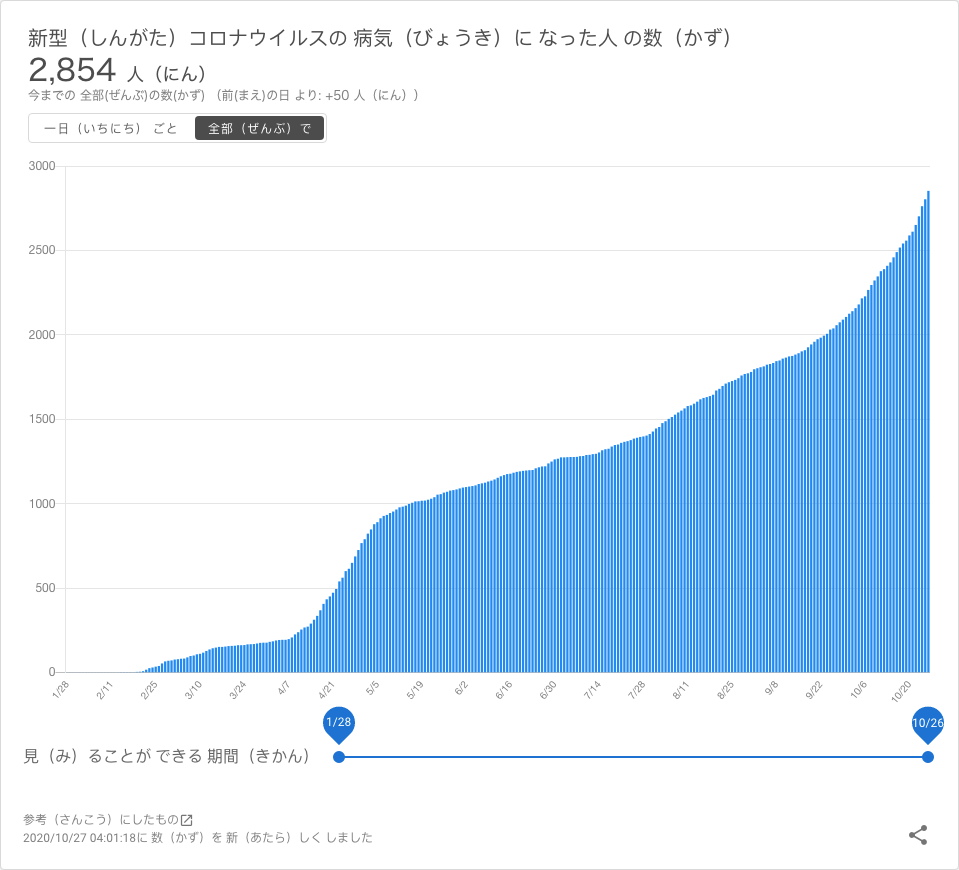 新型（しんがた）コロナウイルスの 病気（びょうき）に なった人 の数（かず）
2,854 人（にん）
今までの 全部(ぜんぶ)の数(かず) （前(まえ)の日 より: +50 人（にん））
一日（いちにち） ごと 全部（ぜんぶ）で
3000
2500
2000
1500
1000
500
0
1/28 2/11 2/25 3/10 3/24 4/7 4/21 5/5 5/19 6/2 6/16 6/30 7/14 7/28 8/11 8/25 9/8 9/22 10/6 10/20
1/28 10/26
見（み）ることが できる 期間（きかん）
参考（さんこう）にしたもの
2020/10/27 04:01:18に 数（かず）を 新（あたら）しく しました